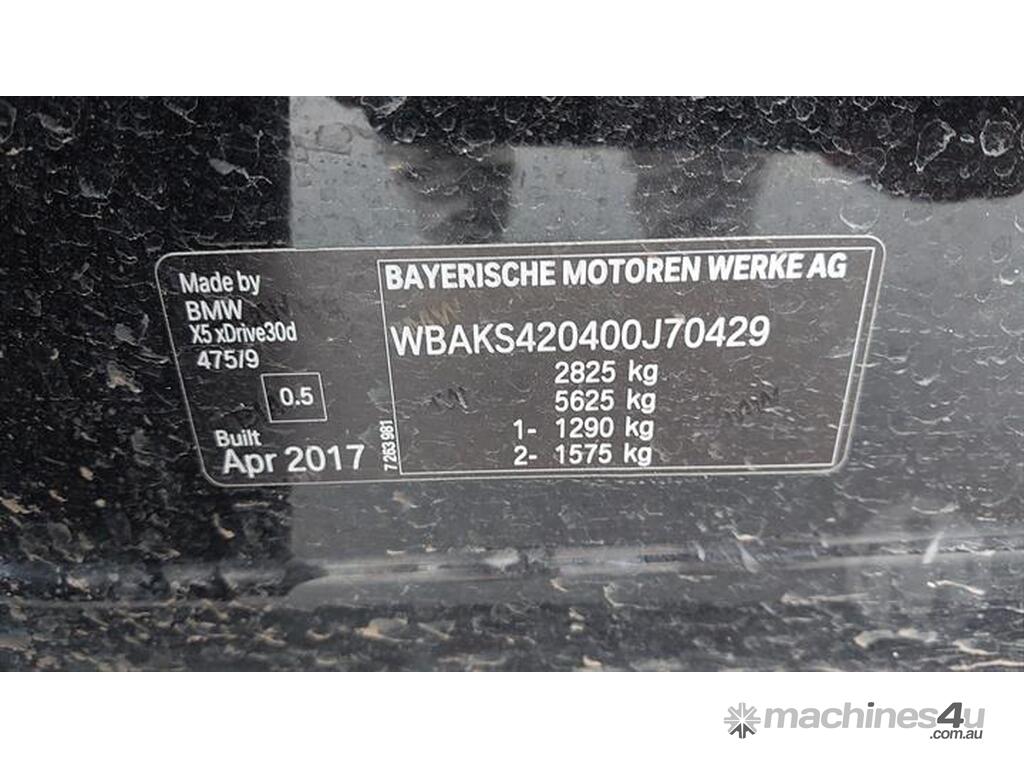 Made by
BMW
X5 xDrive30d
475/9
0.5
Built
Apr 2017
7 263 981
BAYERISCHE MOTOREN WERKE AG
WBAKS420400J70429
2825 kg
5625 kg
1- 1290 kg
2- 1575 kg
machines4u
.com.au